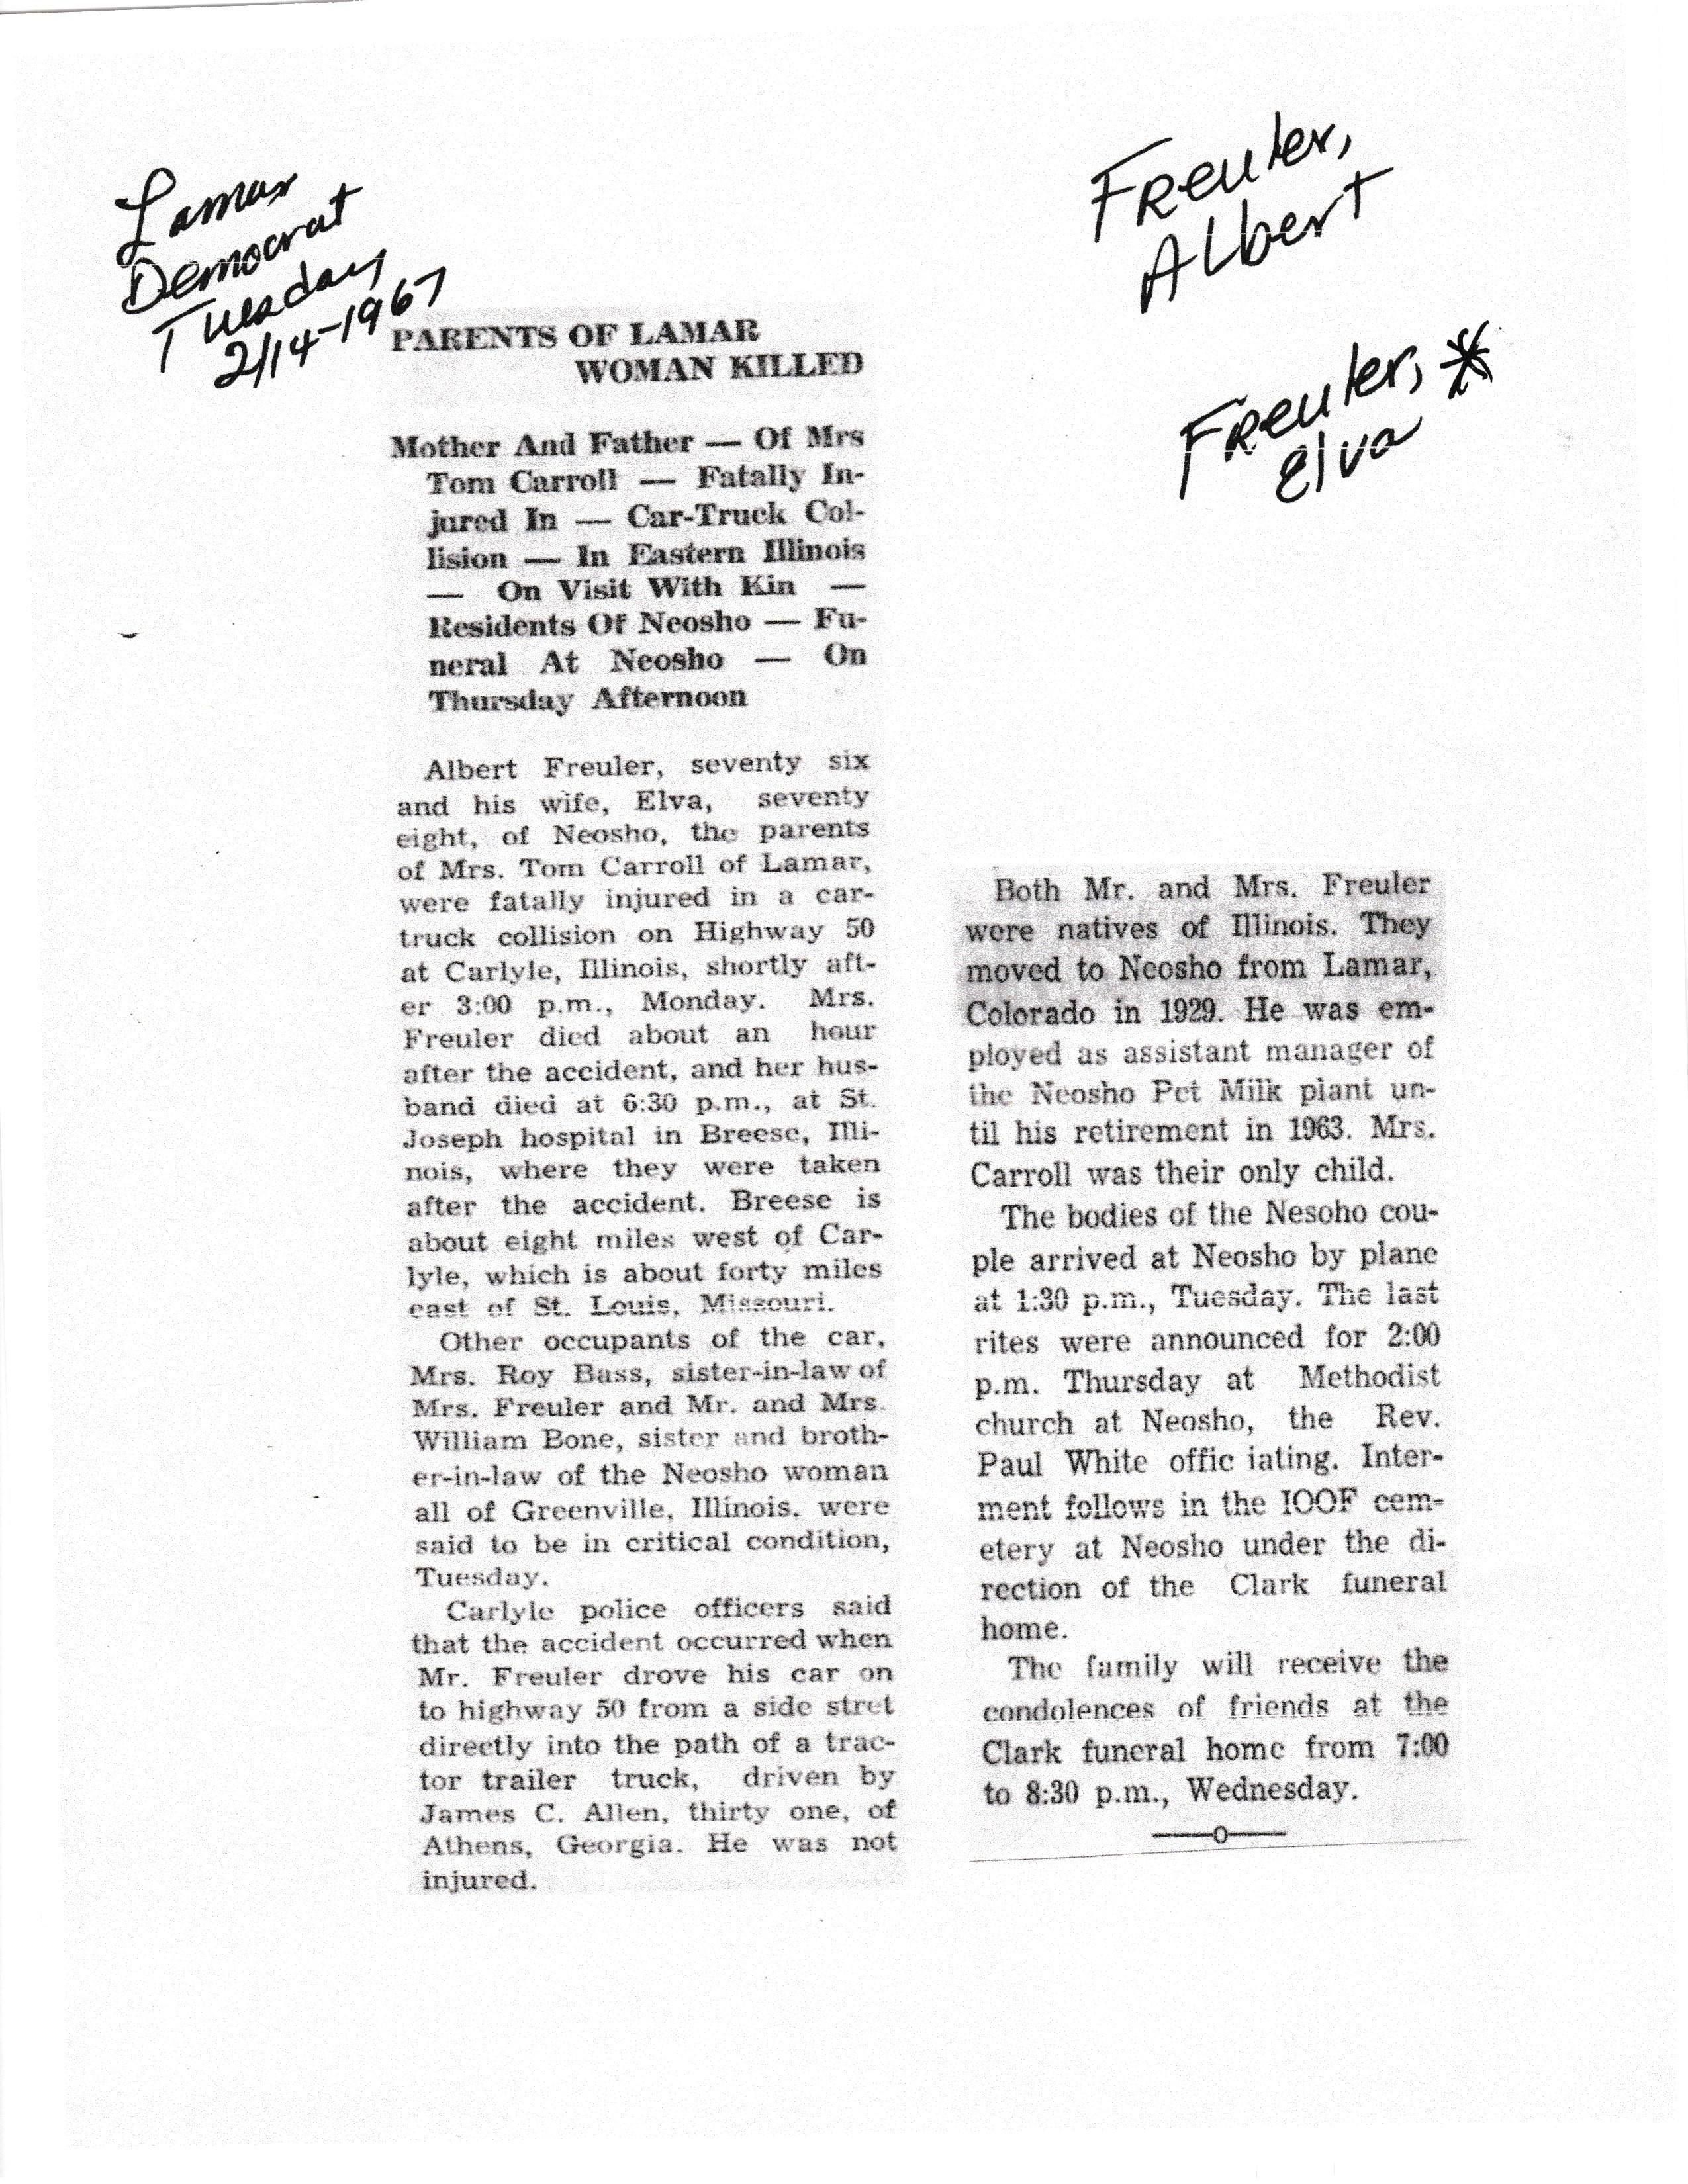 Lamar
Democrat
Tuesday
2/14-1967
Freuler,
Albert
Freuler, *
Elva
PARENTS OF LAMAR
WOMAN KILLED
Mother And Father — Of Mrs
Tom Carroll — Fatally In-
jured In — Car-Truck Col-
lision — In Eastern Illinois
— On Visit With Kin —
Residents Of Neosho — Fu-
neral At Neosho — On
Thursday Afternoon
Albert Freuler, seventy six
and his wife, Elva, seventy
eight, of Neosho, the parents
of Mrs. Tom Carroll of Lamar,
were fatally injured in a car-
truck collision on Highway 50
at Carlyle, Illinois, shortly aft-
er 3:00 p.m., Monday. Mrs.
Freuler died about an hour
after the accident, and her hus-
band died at 6:30 p.m., at St.
Joseph hospital in Breese, Illi-
nois, where they were taken
after the accident. Breese is
about eight miles west of Car-
lyle, which is about forty miles
east of St. Louis, Missouri.
Other occupants of the car,
Mrs. Roy Bass, sister-in-law of
Mrs. Freuler and Mr. and Mrs.
William Bone, sister and broth-
er-in-law of the Neosho woman
all of Greenville, Illinois, were
said to be in critical condition,
Tuesday.
Carlyle police officers said
that the accident occurred when
Mr. Freuler drove his car on
to highway 50 from a side stret
directly into the path of a trac-
tor trailer truck, driven by
James C. Allen, thirty one, of
Athens, Georgia. He was not
injured.
Both Mr. and Mrs. Freuler
were natives of Illinois. They
moved to Neosho from Lamar,
Colorado in 1929. He was em-
ployed as assistant manager of
the Neosho Pet Milk plant un-
til his retirement in 1963. Mrs.
Carroll was their only child.
The bodies of the Nesoho cou-
ple arrived at Neosho by plane
at 1:30 p.m., Tuesday. The last
rites were announced for 2:00
p.m. Thursday at Methodist
church at Neosho, the Rev.
Paul White offic iating. Inter-
ment follows in the IOOF cem-
etery at Neosho under the di-
rection of the Clark funeral
home.
The family will receive the
condolences of friends at the
Clark funeral home from 7:00
to 8:30 p.m., Wednesday.
——o——